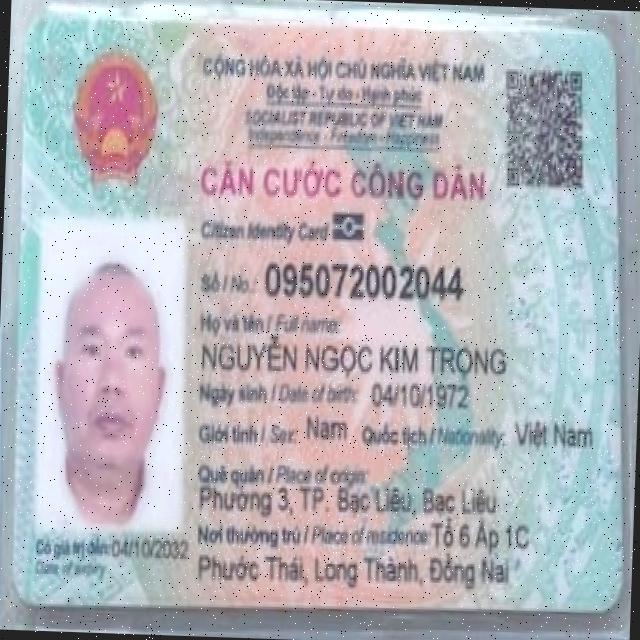 CỘNG HÒA XÃ HỘI CHỦ NGHĨA VIỆT NAM
Độc lập - Tự do - Hạnh phúc
SOCIALIST REPUBLIC OF VIET NAM
Independence - Freedom - Happiness
CĂN CƯỚC CÔNG DÂN
Citizen Identity Card
Số / No.: 095072002044
Họ và tên / Full name:
NGUYỄN NGỌC KIM TRỌNG
Ngày sinh / Date of birth: 04/10/1972
Giới tính / Sex: Nam Quốc tịch / Nationality: Việt Nam
Quê quán / Place of origin:
Phường 3, TP. Bạc Liêu, Bạc Liêu
Nơi thường trú / Place of residence: Tổ 6 Ấp 1C
Phước Thái, Long Thành, Đồng Nai
Có giá trị đến: 04/10/2032
Date of expiry